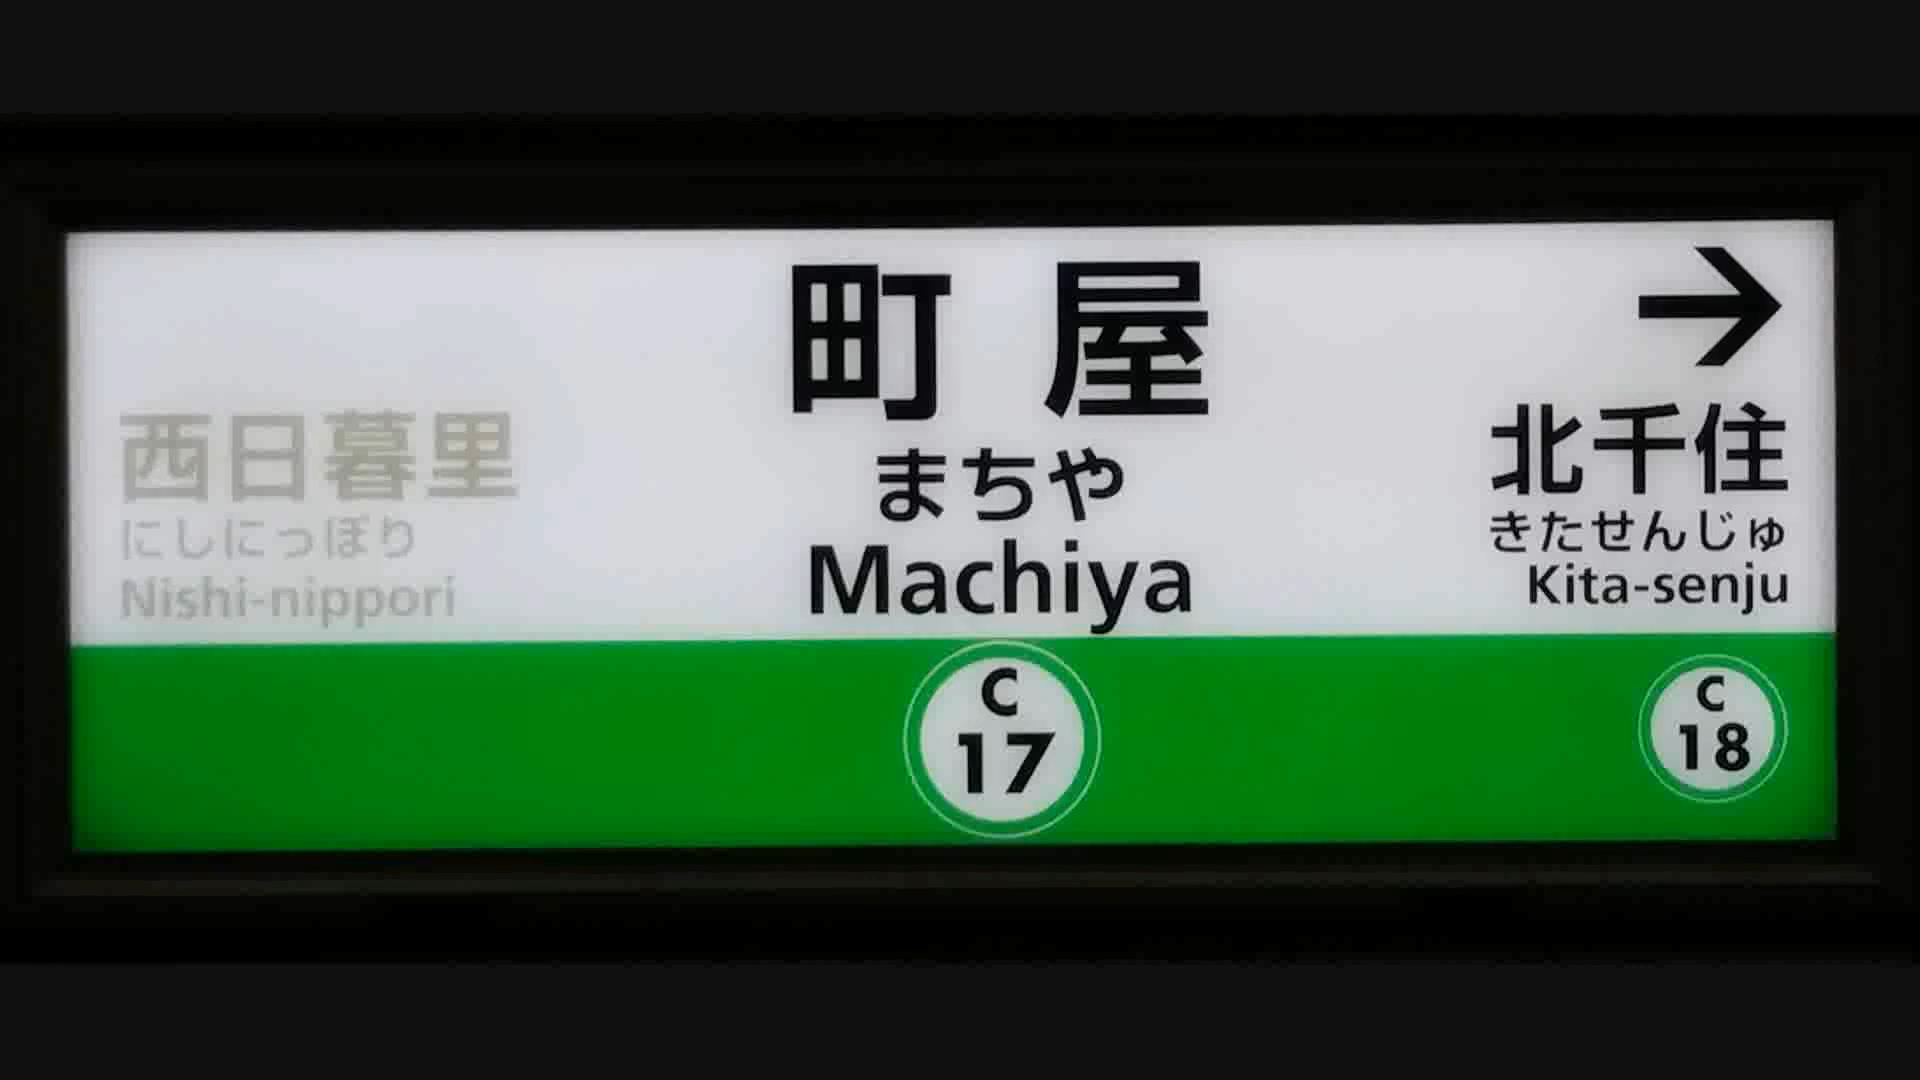 西日暮里
にしにっぽり
Nishi-nippori
町屋
まちや
Machiya
C
17
→
北千住
きたせんじゅ
Kita-senju
C
18